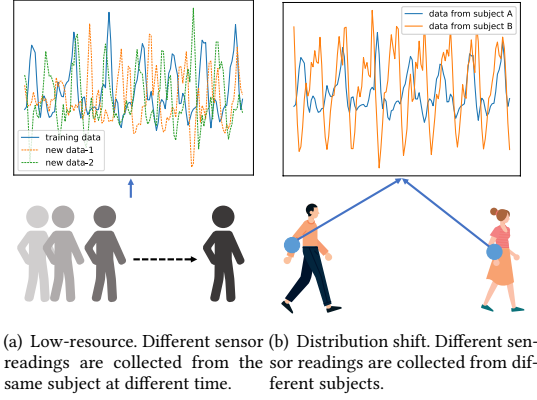 training data
new data-1
new data-2
data from subject A
data from subject B
(a) Low-resource. Different sensor
readings are collected from the
same subject at different time.
(b) Distribution shift. Different sen-
sor readings are collected from dif-
ferent subjects.